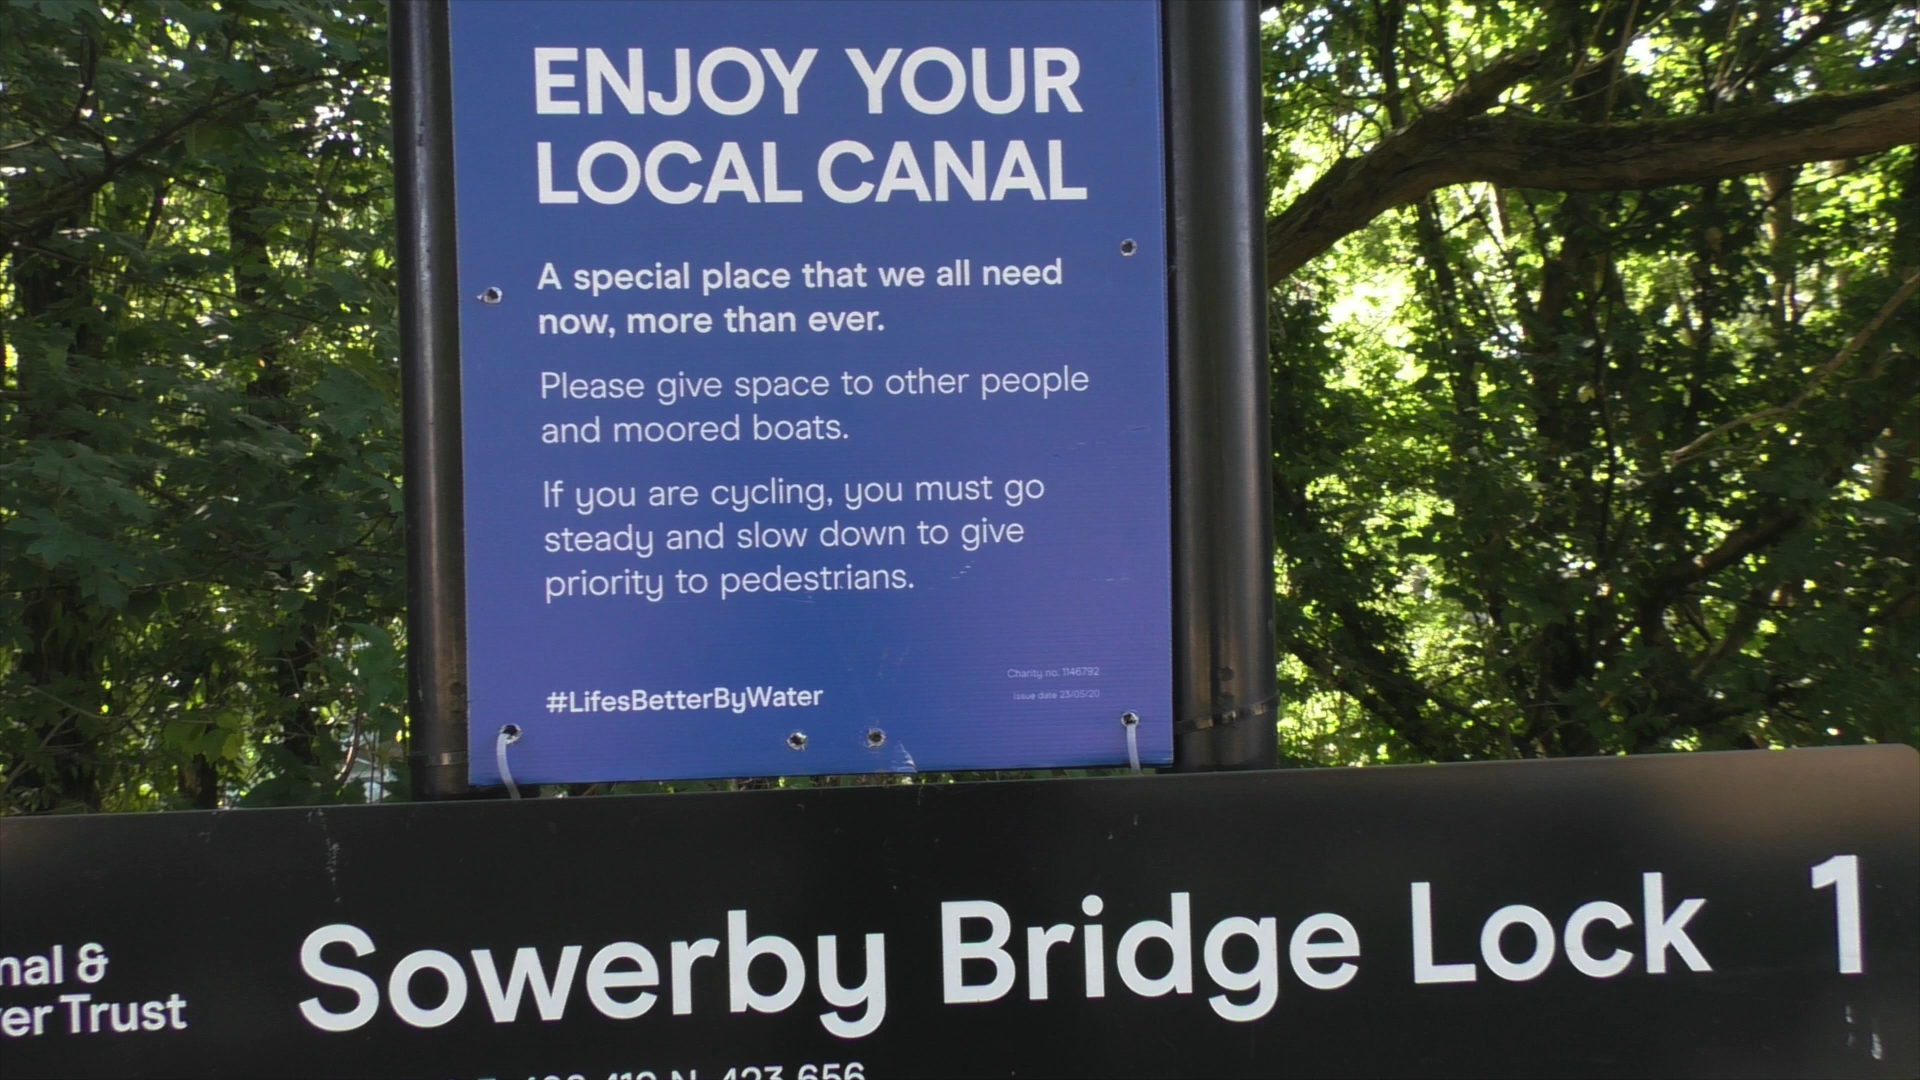 ENJOY YOUR
LOCAL CANAL
A special place that we all need
now, more than ever.
Please give space to other people
and moored boats.
If you are cycling, you must go
steady and slow down to give
priority to pedestrians.
#LifesBetterByWater
Charity no. 1146792
Issue date 23/05/20
nal &
er Trust
Sowerby Bridge Lock 1
N 423 656